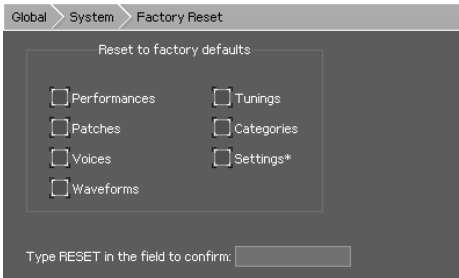 Global System Factory Reset
Reset to factory defaults
Performances Tunings
Patches Categories
Voices Settings*
Waveforms
Type RESET in the field to confirm: